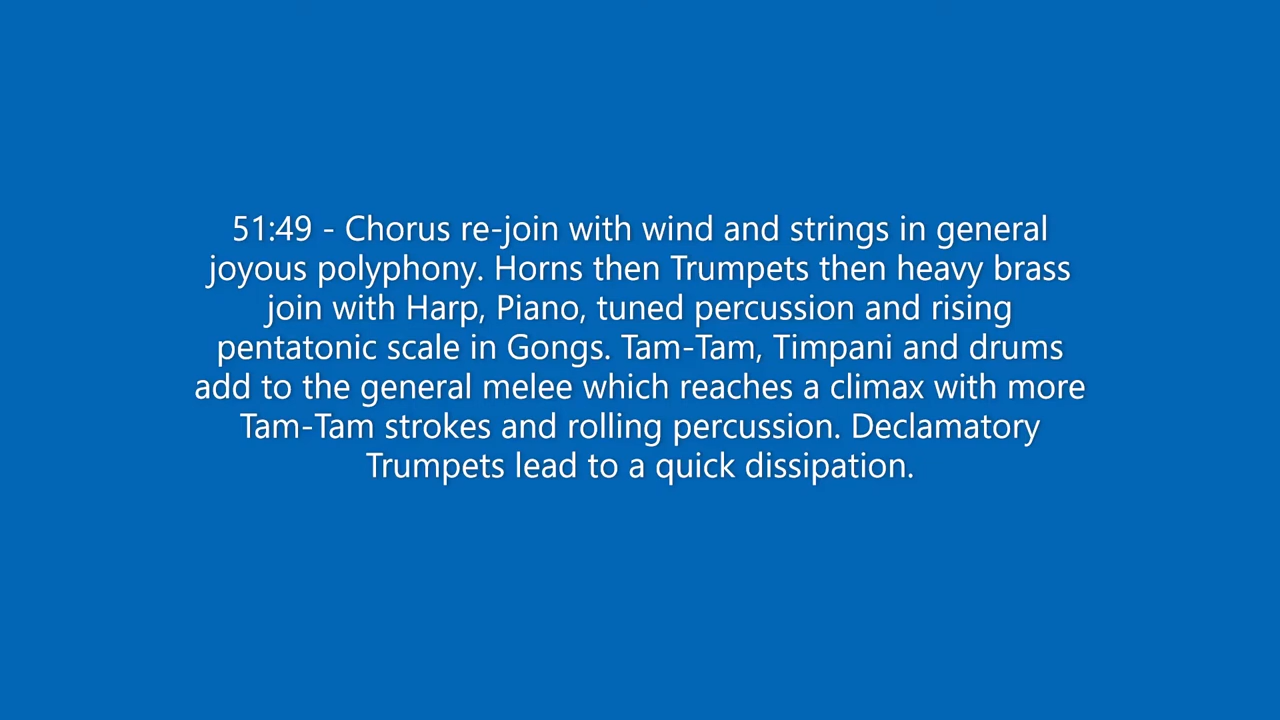 51:49 - Chorus re-join with wind and strings in general
joyous polyphony. Horns then Trumpets then heavy brass
join with Harp, Piano, tuned percussion and rising
pentatonic scale in Gongs. Tam-Tam, Timpani and drums
add to the general melee which reaches a climax with more
Tam-Tam strokes and rolling percussion. Declamatory
Trumpets lead to a quick dissipation.